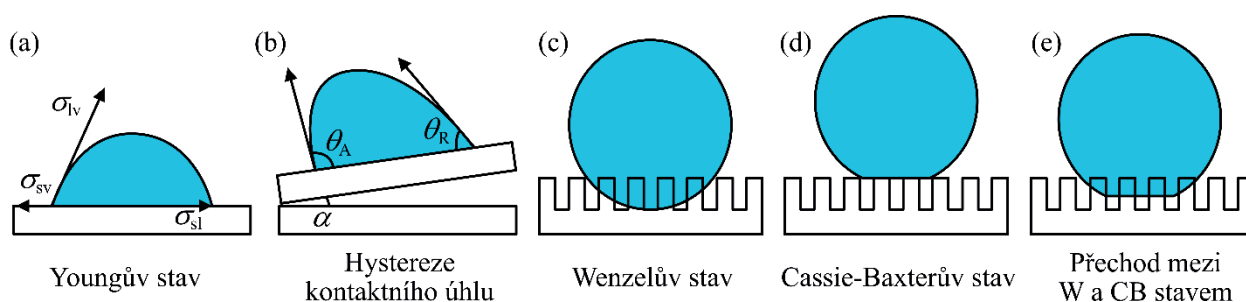 (a)
σlv
σsv
σsl
Youngův stav
(b)
θA
θR
α
Hystereze
kontaktního úhlu
(c)
Wenzelův stav
(d)
Cassie-Baxterův stav
(e)
Přechod mezi
W a CB stavem